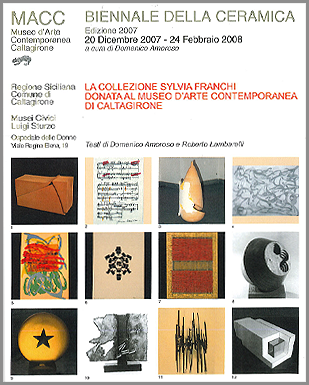 MACC
Museo d'Arte
Contemporanea
Caltagirone
BIENNALE DELLA CERAMICA
Edizione 2007
20 Dicembre 2007 - 24 Febbraio 2008
a cura di Domenico Amoroso
Regione Siciliana
Comune di
Caltagirone
Musei Civici
Luigi Sturzo
Ospedale delle Donne
Viale Regina Elena, 10
LA COLLEZIONE SYLVIA FRANCHI
DONATA AL MUSEO D'ARTE CONTEMPORANEA
DI CALTAGIRONE
Testi di Domenico Amoroso e Roberto Lambarelli
1 2 3 4
5 6 7 8
9 10 11 12